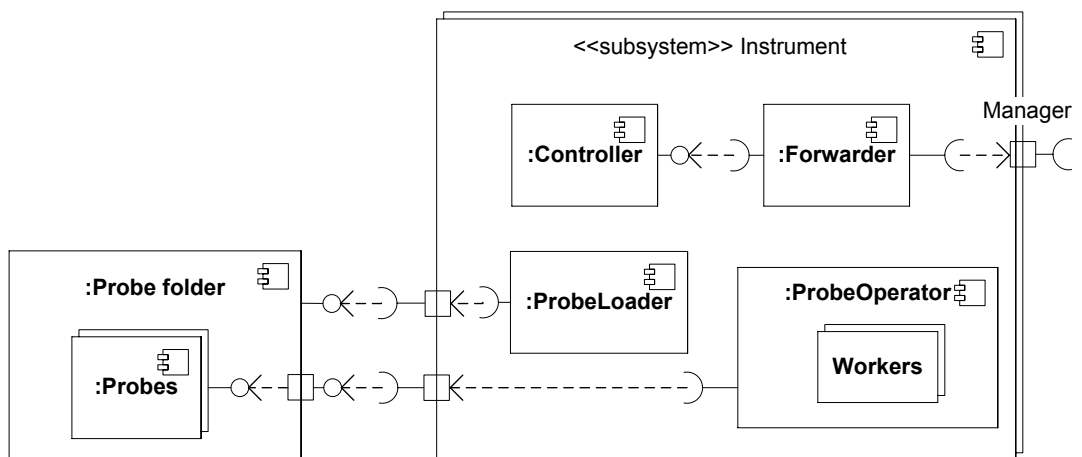 <<subsystem>> Instrument
Manager
:Controller
:Forwarder
:Probe folder
:ProbeLoader
:ProbeOperator
:Probes
Workers